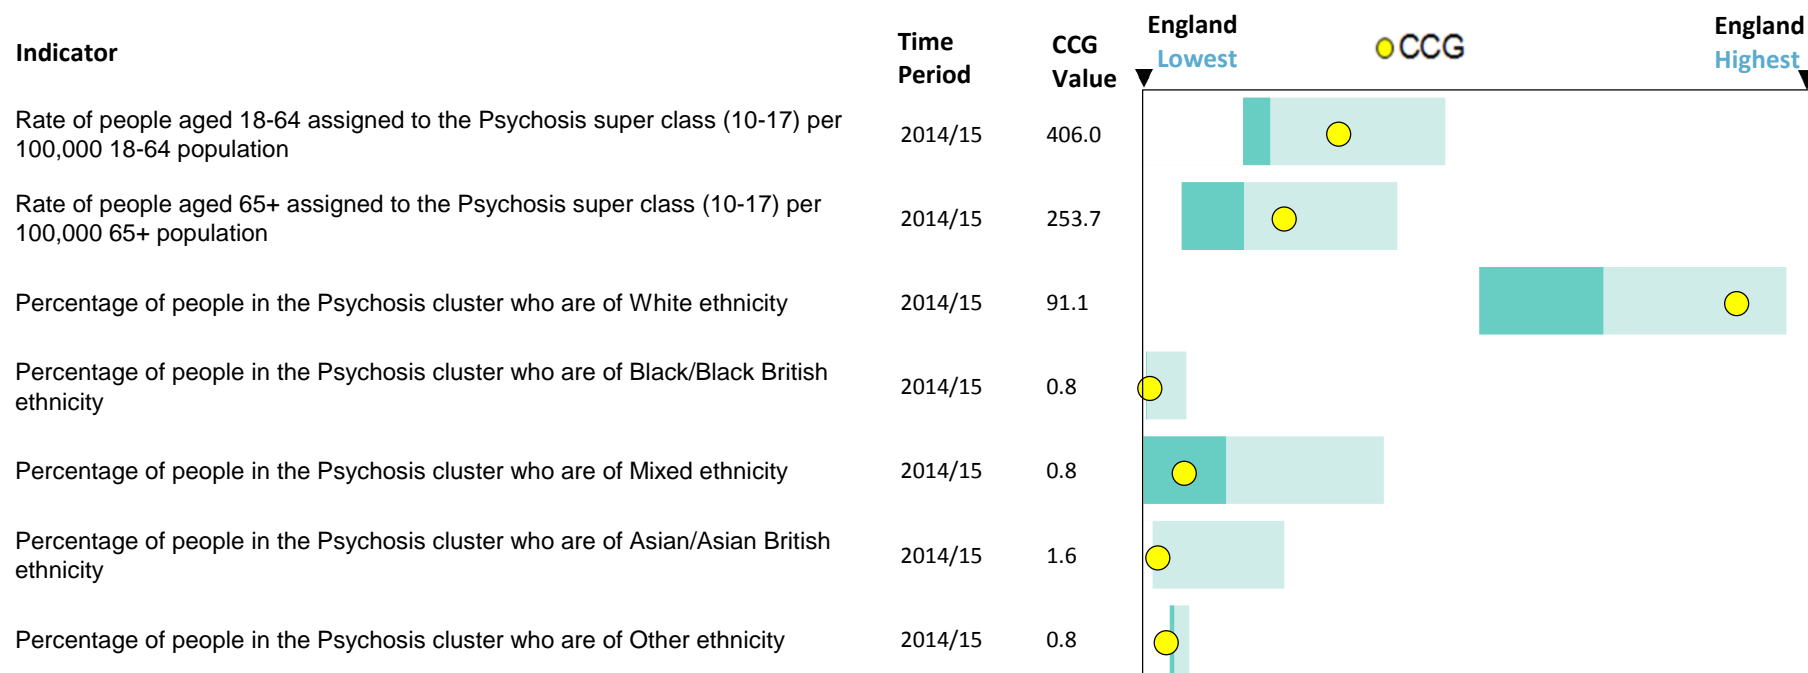 Indicator
Time Period
CCG Value
England Lowest
CCG
England Highest
Rate of people aged 18-64 assigned to the Psychosis super class (10-17) per
100,000 18-64 population
2014/15
406.0
Rate of people aged 65+ assigned to the Psychosis super class (10-17) per
100,000 65+ population
2014/15
253.7
Percentage of people in the Psychosis cluster who are of White ethnicity
2014/15
91.1
Percentage of people in the Psychosis cluster who are of Black/Black British
ethnicity
2014/15
0.8
Percentage of people in the Psychosis cluster who are of Mixed ethnicity
2014/15
0.8
Percentage of people in the Psychosis cluster who are of Asian/Asian British
ethnicity
2014/15
1.6
Percentage of people in the Psychosis cluster who are of Other ethnicity
2014/15
0.8